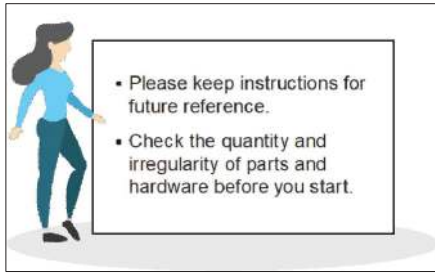 ▪ Please keep instructions for
future reference.
▪ Check the quantity and
irregularity of parts and
hardware before you start.